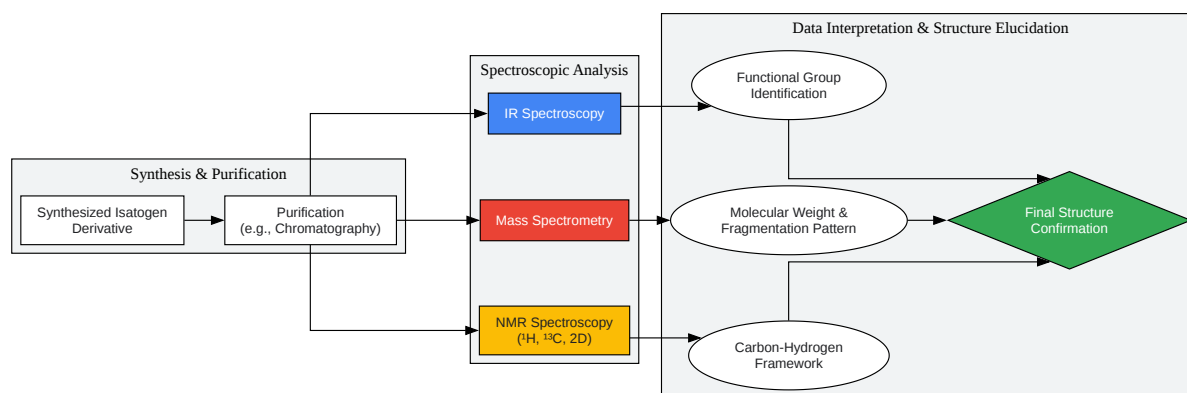 Data Interpretation & Structure Elucidation
Spectroscopic Analysis
Functional Group
Identification
IR Spectroscopy
Synthesis & Purification
Synthesized Isatogen
Derivative
Purification
(e.g., Chromatography)
Mass Spectrometry
Molecular Weight &
Fragmentation Pattern
Final Structure
Confirmation
NMR Spectroscopy
(¹H, ¹³C, 2D)
Carbon-Hydrogen
Framework